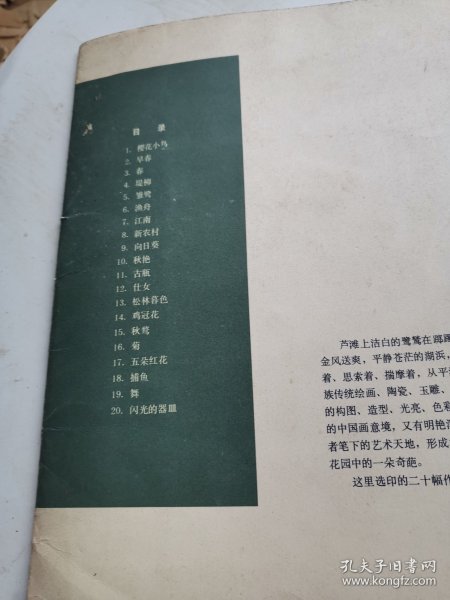 目 录
1. 樱花小鸟
2. 早春
3. 春
4. 堤柳
5. 雏鹭
6. 渔舟
7. 江南
8. 新农村
9. 向日葵
10. 秋艳
11. 古瓶
12. 仕女
13. 松林暮色
14. 鸡冠花
15. 秋鹭
16. 菊
17. 五朵红花
18. 捕鱼
19. 舞
20. 闪光的器皿
芦滩上洁白的鹭鸶在踯躅
金风送爽，平静苍茫的湖浜，
着、思索着、揣摩着，从平
族传统绘画、陶瓷、玉雕、
的构图、造型、光亮、色彩
的中国画意境，又有明艳
者笔下的艺术天地，形成
花园中的一朵奇葩。
这里选印的二十幅作
孔夫子旧书网
www.kongfz.com